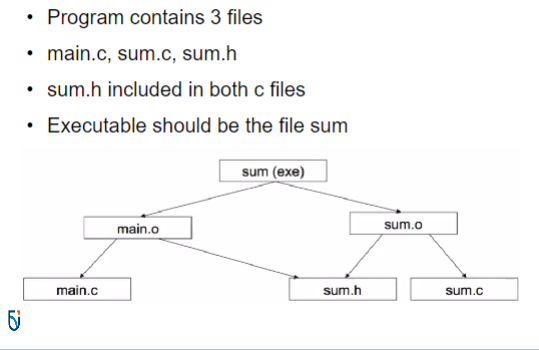 • Program contains 3 files
• main.c, sum.c, sum.h
• sum.h included in both c files
• Executable should be the file sum
sum (exe)
main.o
sum.o
main.c
sum.h
sum.c